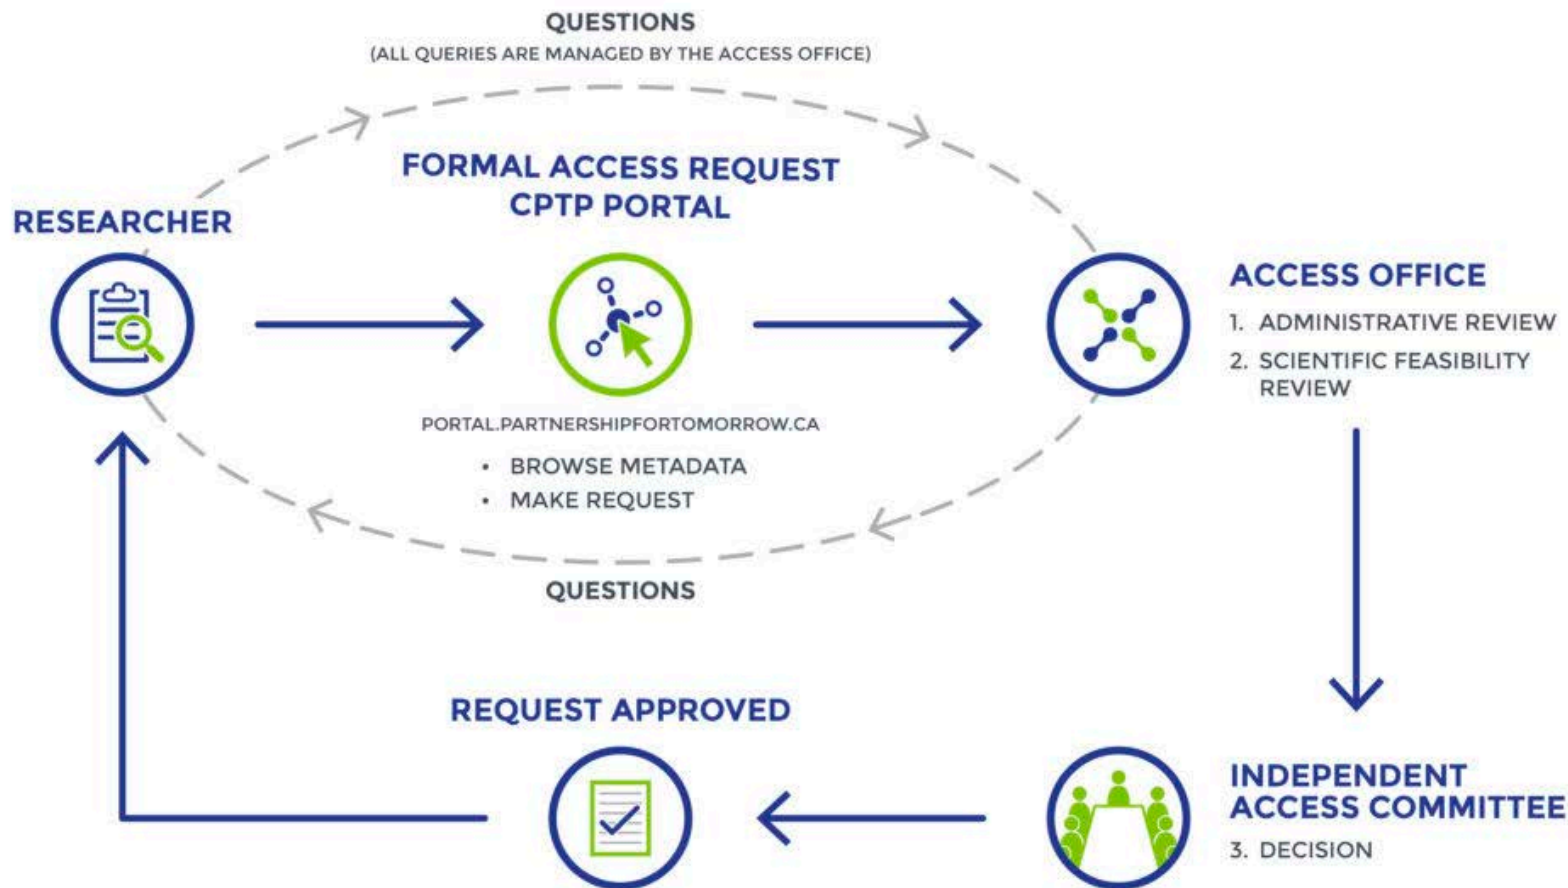 QUESTIONS
(ALL QUERIES ARE MANAGED BY THE ACCESS OFFICE)
FORMAL ACCESS REQUEST
CPTP PORTAL
RESEARCHER
ACCESS OFFICE
1. ADMINISTRATIVE REVIEW
2. SCIENTIFIC FEASIBILITY
REVIEW
PORTAL.PARTNERSHIPFORTOMORROW.CA
• BROWSE METADATA
• MAKE REQUEST
QUESTIONS
REQUEST APPROVED
INDEPENDENT
ACCESS COMMITTEE
3. DECISION